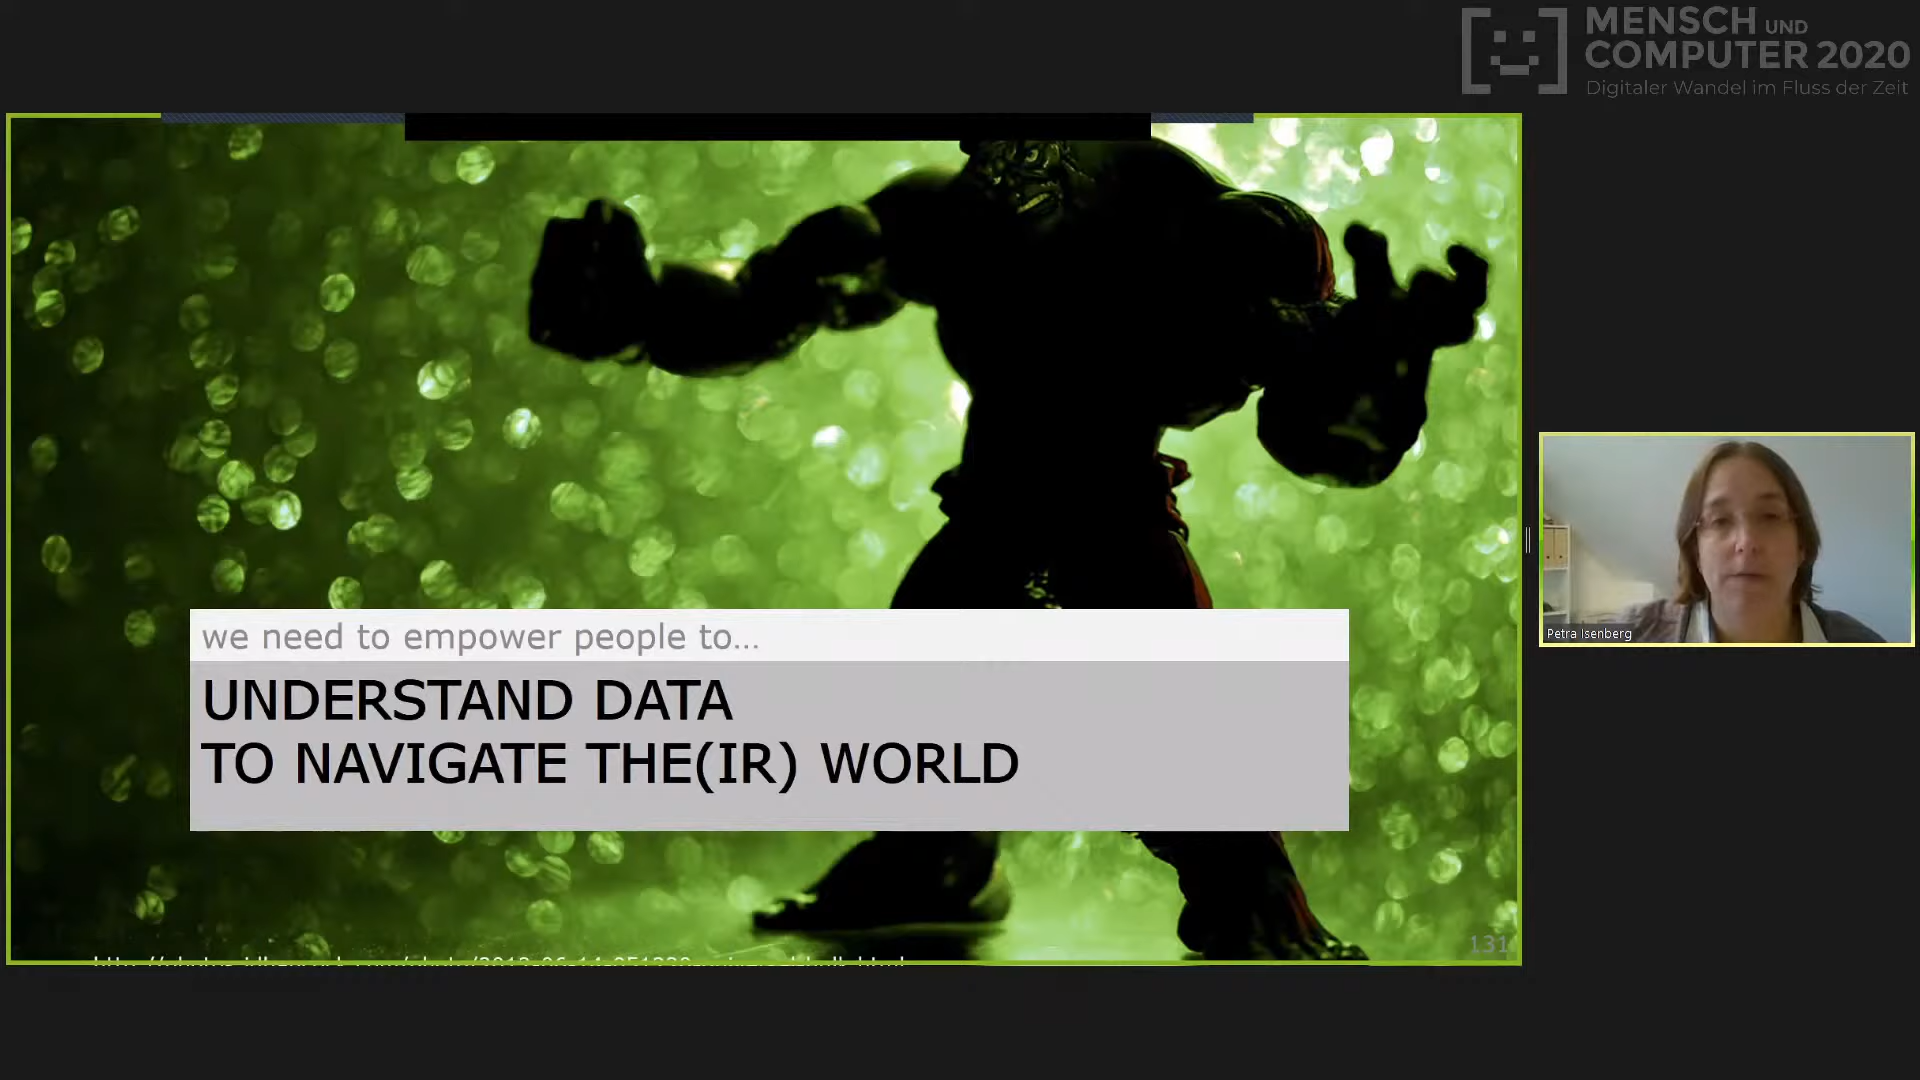 MENSCH UND
COMPUTER 2020
Digitaler Wandel im Fluss der Zeit
we need to empower people to...
UNDERSTAND DATA
TO NAVIGATE THE(IR) WORLD
Petra Isenberg
131